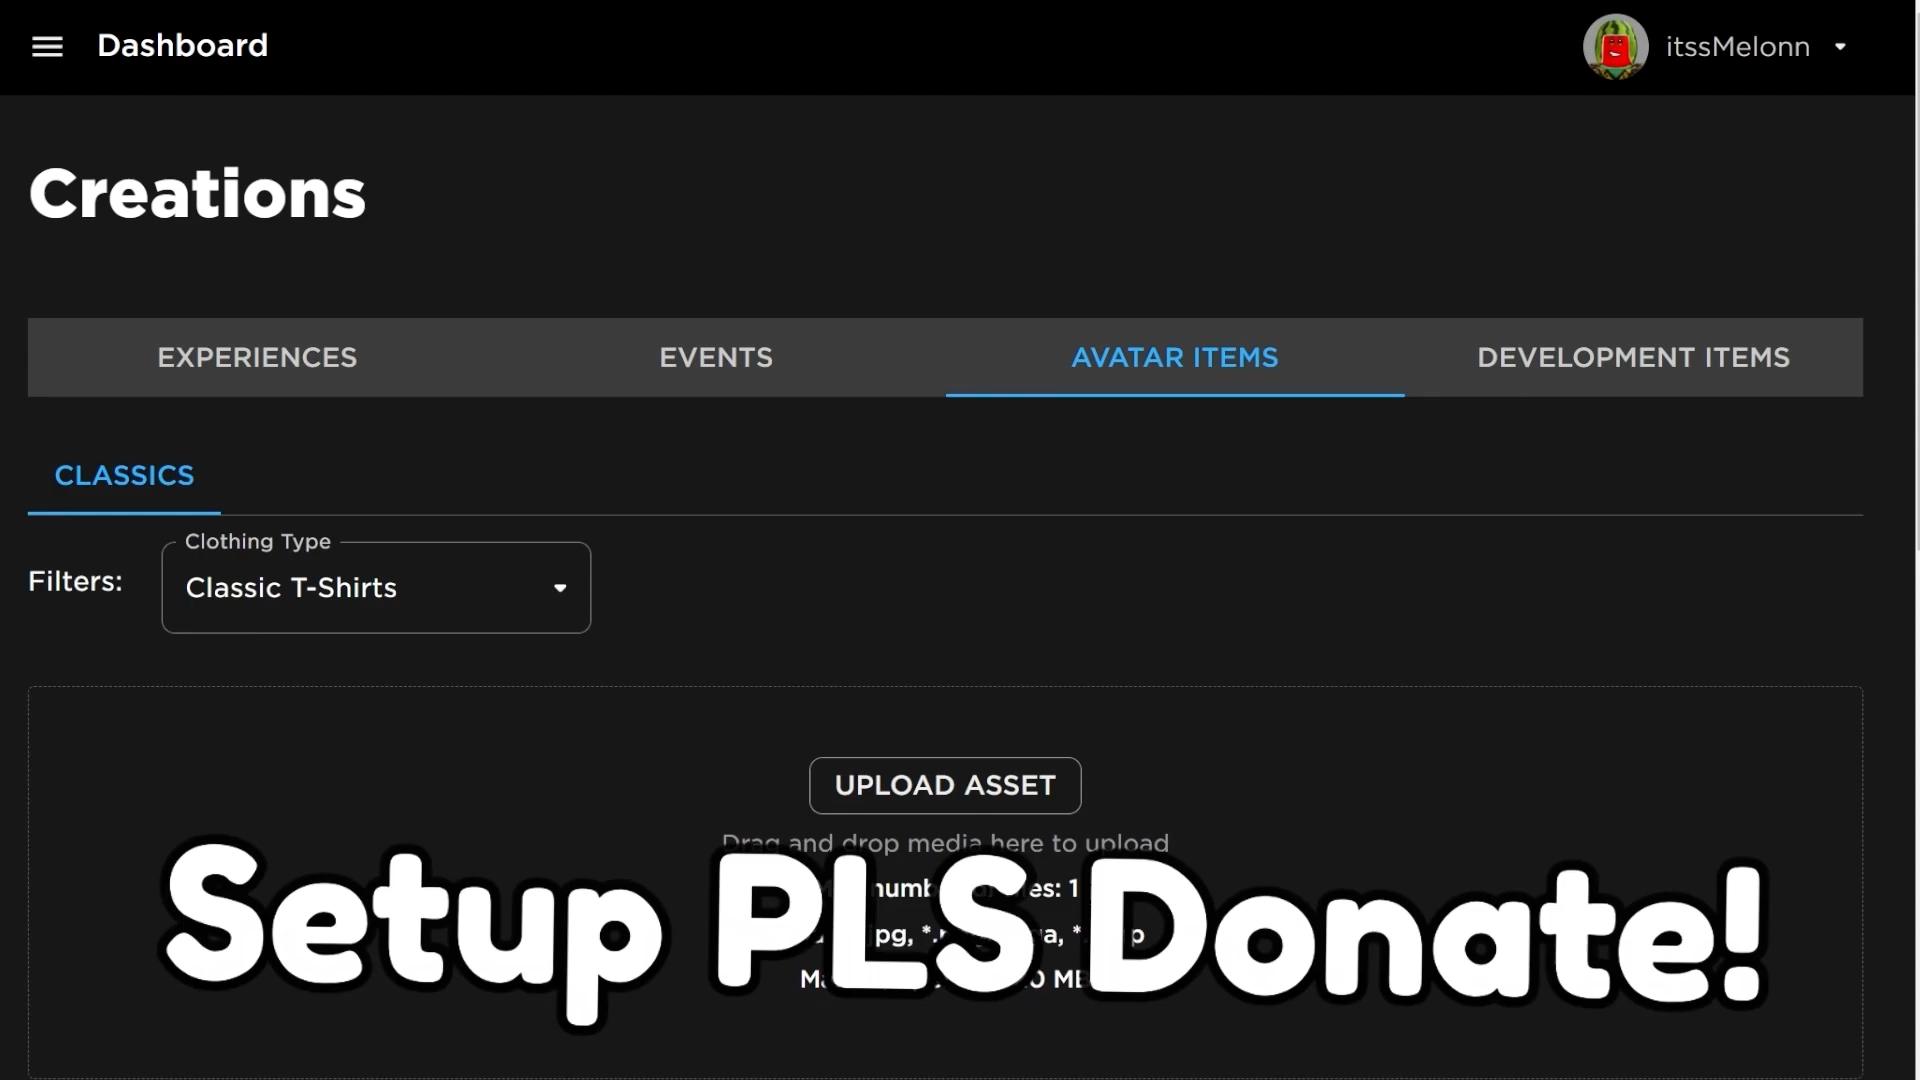 Dashboard
itssMelonn
Creations
EXPERIENCES
EVENTS
AVATAR ITEMS
DEVELOPMENT ITEMS
CLASSICS
Filters:
Clothing Type
Classic T-Shirts
UPLOAD ASSET
Drag and drop media here to upload
1
Setup PLS Donate!